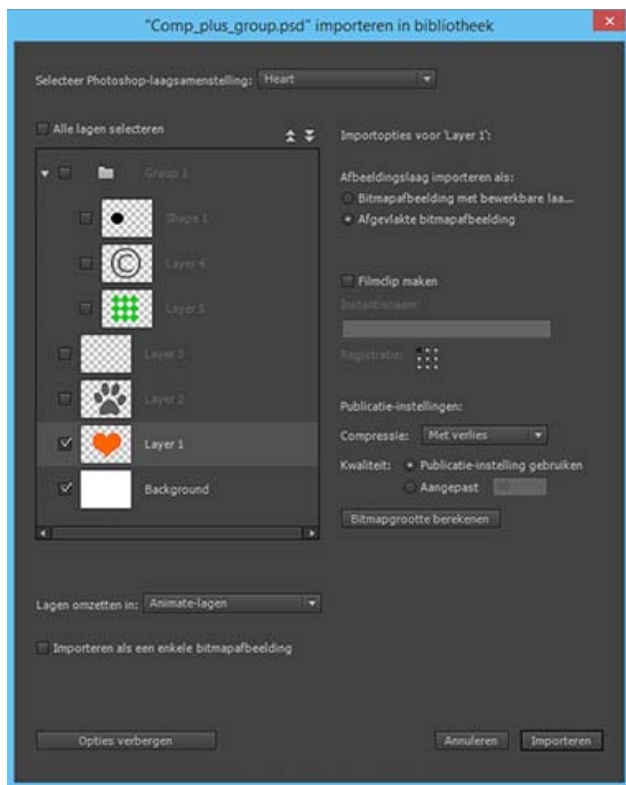 "Comp_plus_group.psd" importeren in bibliotheek
Selecteer Photoshop-laagsamenstelling: Heart
Alle lagen selecteren
Group 1
Shape 1
Layer 4
Layer 5
Layer 3
Layer 2
Layer 1
Background
Lagen omzetten in: Animate-lagen
Importeren als een enkele bitmapafbeelding
Opties verbergen
Importopties voor 'Layer 1':
Afbeeldingslaag importeren als:
Bitmapafbeelding met bewerkbare laa...
Afgevlakte bitmapafbeelding
Filmclip maken
Instantienaam:
Registratie:
Publicatie-instellingen:
Compressie: Met verlies
Kwaliteit: Publicatie-instelling gebruiken
Aangepast
Bitmapgrootte berekenen
Annuleren
Importeren